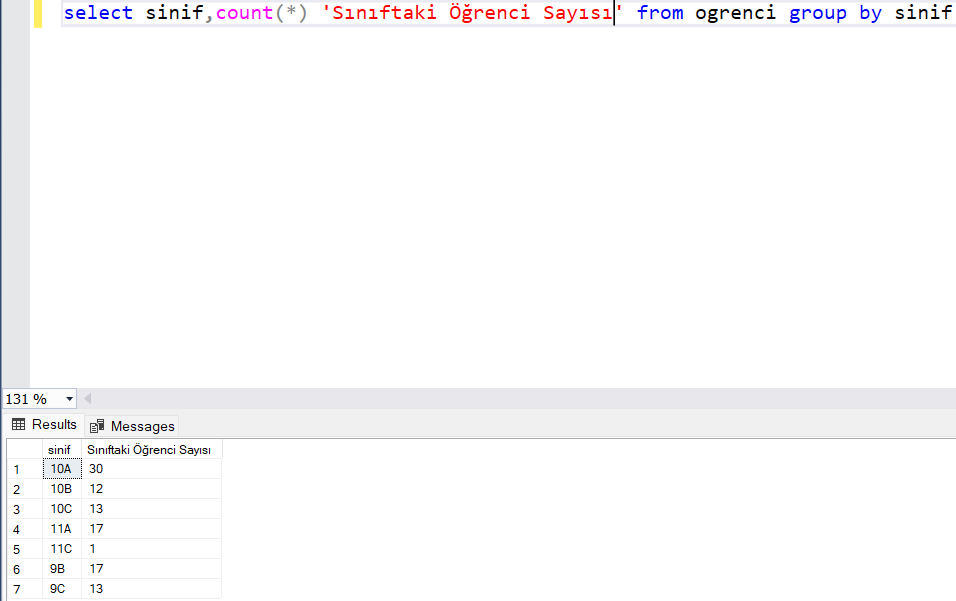 select sinif,count(*) 'Sınıftaki Öğrenci Sayısı' from ogrenci group by sinif
131 %
Results Messages
sinif Sınıftaki Öğrenci Sayısı
1 10A 30
2 10B 12
3 10C 13
4 11A 17
5 11C 1
6 9B 17
7 9C 13